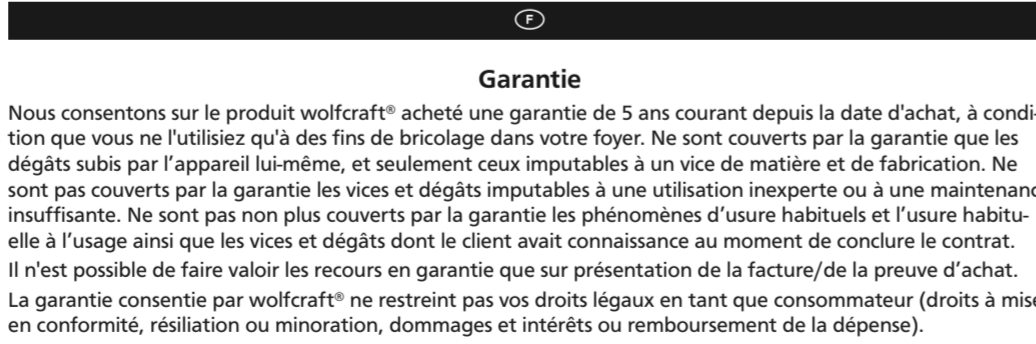 F
Garantie
Nous consentons sur le produit wolfcraft® acheté une garantie de 5 ans courant depuis la date d'achat, à condi-
tion que vous ne l'utilisiez qu'à des fins de bricolage dans votre foyer. Ne sont couverts par la garantie que les
dégâts subis par l’appareil lui-même, et seulement ceux imputables à un vice de matière et de fabrication. Ne
sont pas couverts par la garantie les vices et dégâts imputables à une utilisation inexperte ou à une maintenanc
insuffisante. Ne sont pas non plus couverts par la garantie les phénomènes d’usure habituels et l’usure habitu-
elle à l’usage ainsi que les vices et dégâts dont le client avait connaissance au moment de conclure le contrat.
Il n'est possible de faire valoir les recours en garantie que sur présentation de la facture/de la preuve d’achat.
La garantie consentie par wolfcraft® ne restreint pas vos droits légaux en tant que consommateur (droits à mise
en conformité, résiliation ou minoration, dommages et intérêts ou remboursement de la dépense).